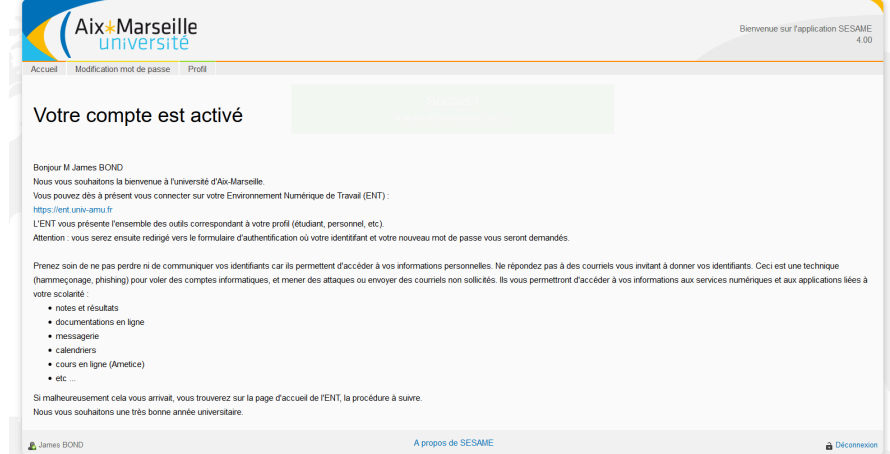 Aix*Marseille
université
Bienvenue sur l'application SESAME
4.00
Accueil Modification mot de passe Profil
Votre compte est activé
Bonjour M James BOND
Nous vous souhaitons la bienvenue à l'université d'Aix-Marseille.
Vous pouvez dès à présent vous connecter sur votre Environnement Numérique de Travail (ENT) :
https://ent.univ-amu.fr
L'ENT vous présente l'ensemble des outils correspondant à votre profil (étudiant, personnel, etc).
Attention : vous serez ensuite redirigé vers le formulaire d'authentification où votre identitifant et votre nouveau mot de passe vous seront demandés.
Prenez soin de ne pas perdre ni de communiquer vos identifiants car ils permettent d'accéder à vos informations personnelles. Ne répondez pas à des courriels vous invitant à donner vos identifiants. Ceci est une technique
(hammeçonage, phishing) pour voler des comptes informatiques, et mener des attaques ou envoyer des courriels non sollicités. Ils vous permettront d'accéder à vos informations aux services numériques et aux applications liées à
votre scolarité :
• notes et résultats
• documentations en ligne
• messagerie
• calendriers
• cours en ligne (Ametice)
• etc ...
Si malheureusement cela vous arrivait, vous trouverez sur la page d'accueil de l'ENT, la procédure à suivre.
Nous vous souhaitons une très bonne année universitaire.
James BOND
A propos de SESAME
Déconnexion